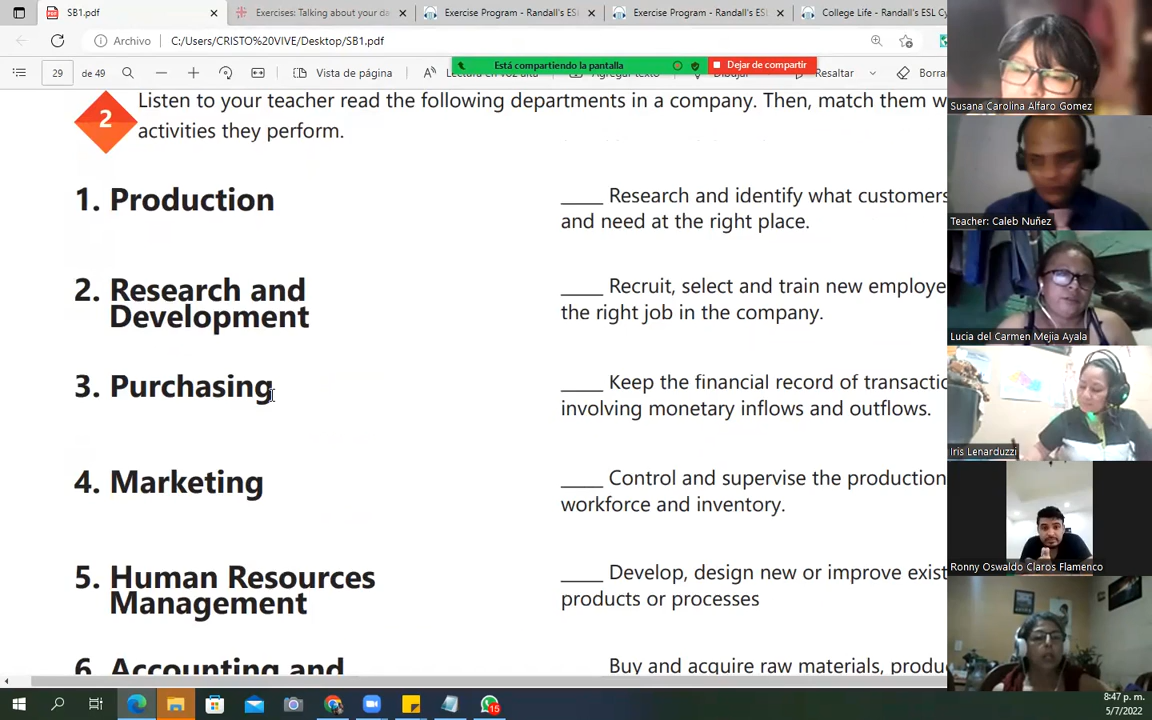 SB1.pdf
Exercises: Talking about your da
Exercise Program - Randall's ESL
Exercise Program - Randall's ESL
College Life - Randall's ESL Cy
Archivo
C:/Users/CRISTO%20VIVE/Desktop/SB1.pdf
Está compartiendo la pantalla
Dejar de compartir
29
de 49
Vista de página
Lectura en voz alta
Agregar texto
Resaltar
Borrar
2
Listen to your teacher read the following departments in a company. Then, match them w
activities they perform.
1. Production
____ Research and identify what customers
and need at the right place.
2. Research and
Development
____ Recruit, select and train new employe
the right job in the company.
3. Purchasing
____ Keep the financial record of transactio
involving monetary inflows and outflows.
4. Marketing
____ Control and supervise the production
workforce and inventory.
5. Human Resources
Management
____ Develop, design new or improve exist
products or processes
6. Accounting and
Buy and acquire raw materials, produ
Susana Carolina Alfaro Gomez
Teacher: Caleb Nuñez
Lucia del Carmen Mejia Ayala
Iris Lenarduzzi
Ronny Oswaldo Claros Flamenco
15
8:47 p. m.
5/7/2022